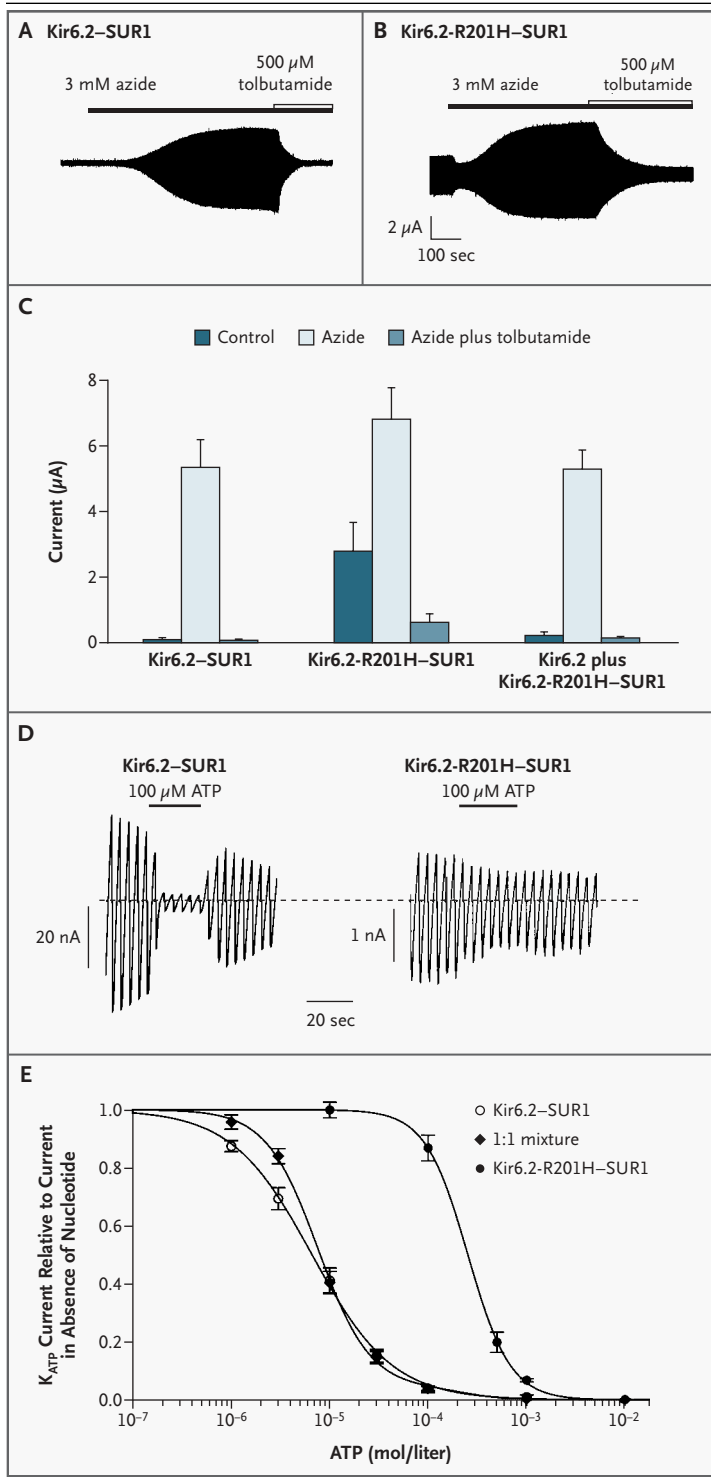 A Kir6.2–SUR1
3 mM azide
500 µM
tolbutamide
B Kir6.2-R201H–SUR1
3 mM azide
500 µM
tolbutamide
2 µA
100 sec
C
Control Azide Azide plus tolbutamide
Current (µA)
8
6
4
2
0
Kir6.2–SUR1
Kir6.2-R201H–SUR1
Kir6.2 plus
Kir6.2-R201H–SUR1
D
Kir6.2–SUR1
100 µM ATP
Kir6.2-R201H–SUR1
100 µM ATP
20 nA
1 nA
20 sec
E
K_ATP Current Relative to Current
in Absence of Nucleotide
1.0
0.8
0.6
0.4
0.2
0.0
Kir6.2–SUR1
1:1 mixture
Kir6.2-R201H–SUR1
10⁻⁷ 10⁻⁶ 10⁻⁵ 10⁻⁴ 10⁻³ 10⁻²
ATP (mol/liter)